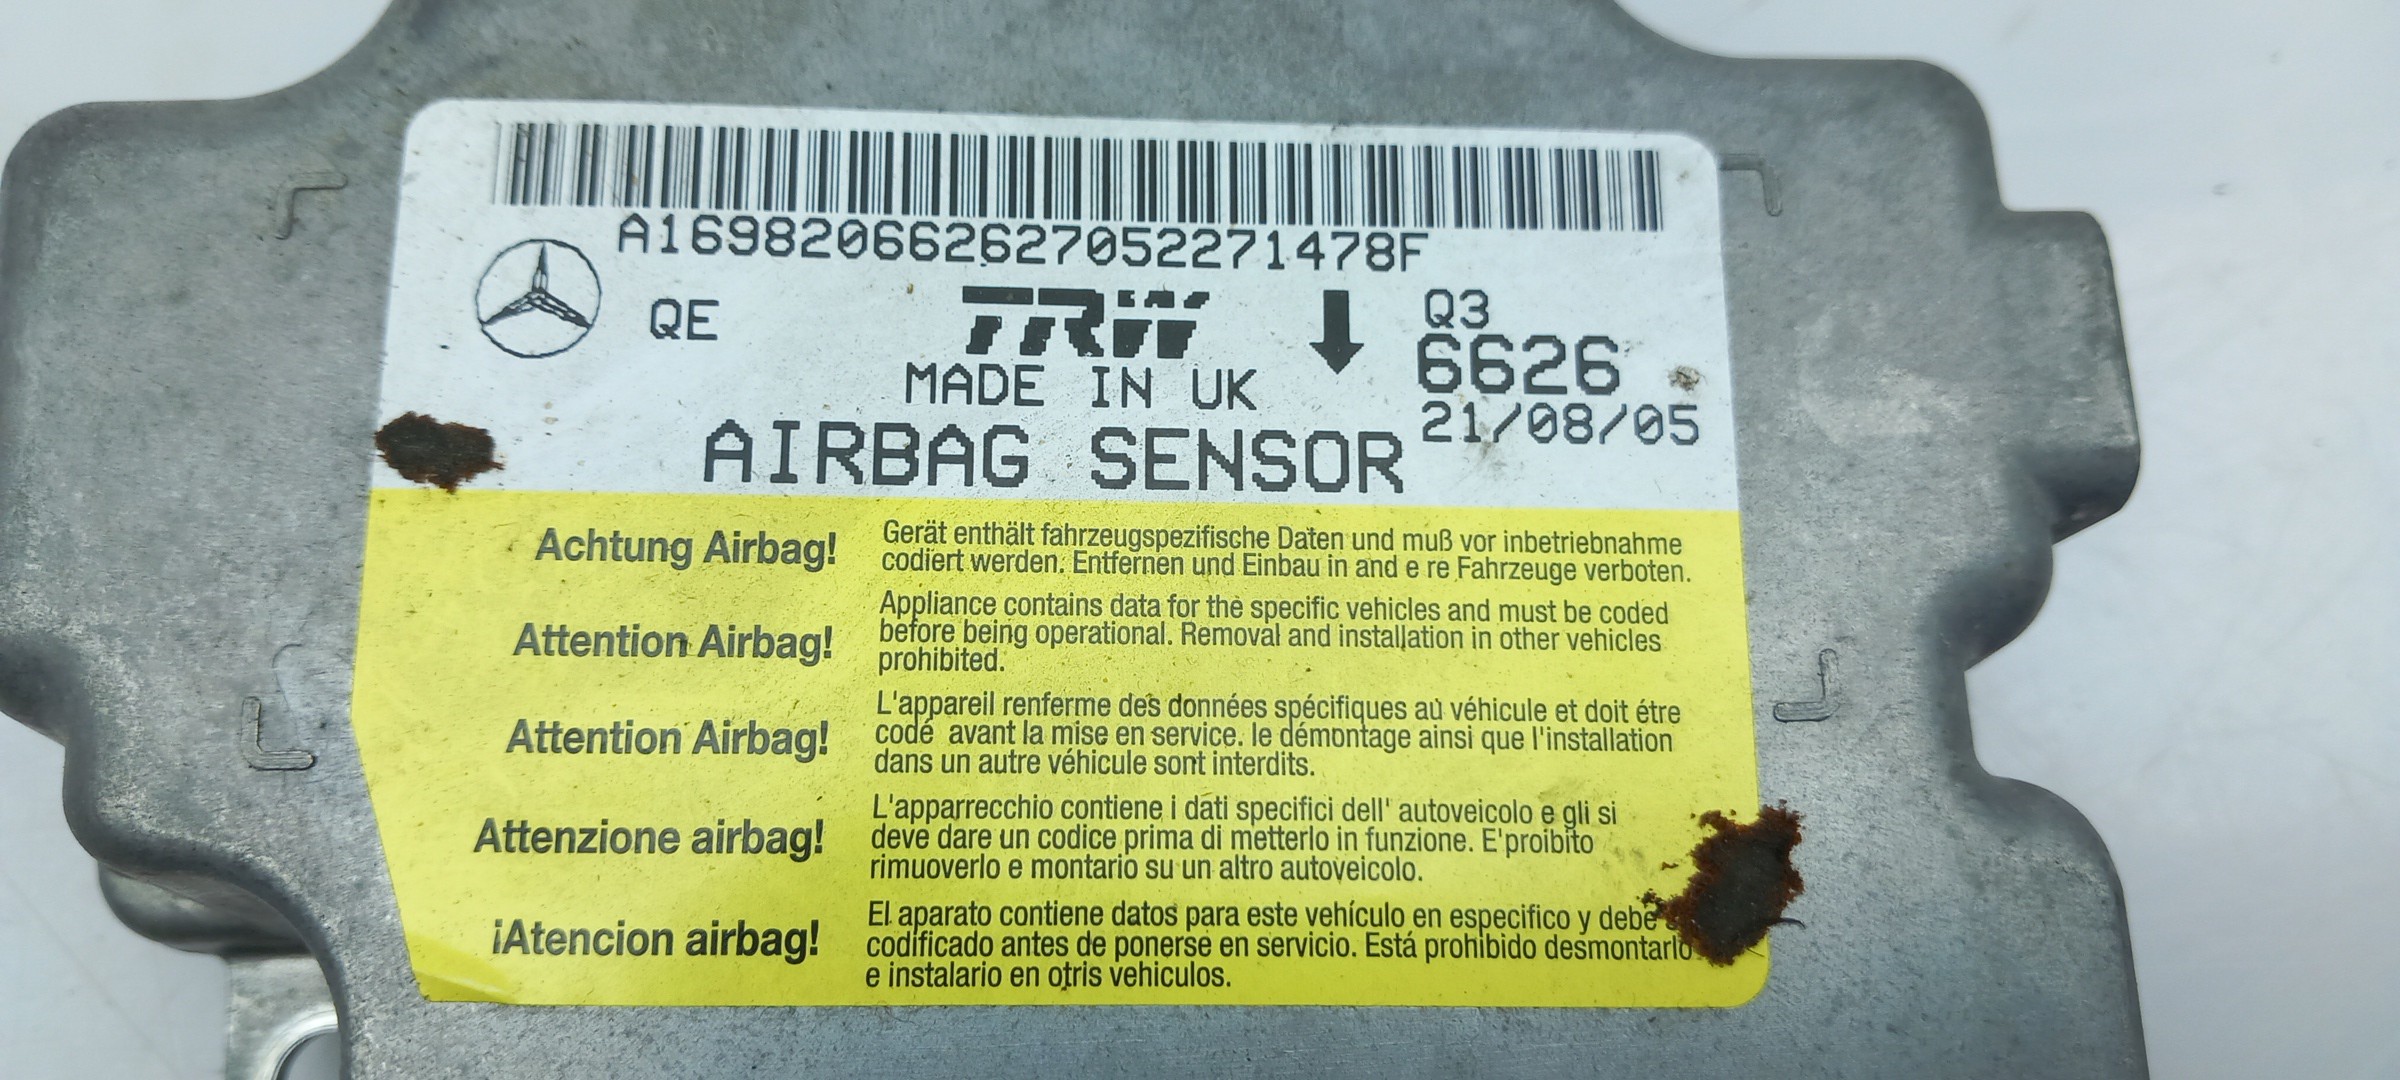 A169820662627052271478F
QE
TRW
Q3
6626
MADE IN UK
21/08/05
AIRBAG SENSOR
Achtung Airbag!
Gerät enthält fahrzeugspezifische Daten und muß vor inbetriebnahme
codiert werden. Entfernen und Einbau in and e re Fahrzeuge verboten.
Attention Airbag!
Appliance contains data for the specific vehicles and must be coded
before being operational. Removal and installation in other vehicles
prohibited.
Attention Airbag!
L'appareil renferme des données spécifiques aù véhicule et doit étre
codé avant la mise en service. le démontage ainsi que l'installation
dans un autre véhicule sont interdits.
Attenzione airbag!
L'apparrecchio contiene i dati specifici dell' autoveicolo e gli si
deve dare un codice prima di metterlo in funzione. E'proibito
rimuoverlo e montario su un altro autoveicolo.
¡Atencion airbag!
El aparato contiene datos para este vehículo en especifico y debe
codificado antes de ponerse en servicio. Está prohibido desmontarlo
e instalario en otris vehiculos.